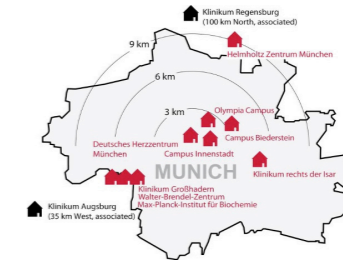 Klinikum Regensburg
(100 km North, associated)
9 km
Helmholtz Zentrum München
6 km
3 km
Olympia Campus
Deutsches Herzzentrum
München
Campus Biederstein
Campus Innenstadt
MUNICH
Klinikum rechts der Isar
Klinikum Großhadern
Walter-Brendel-Zentrum
Max-Planck-Institut für Biochemie
Klinikum Augsburg
(35 km West, associated)